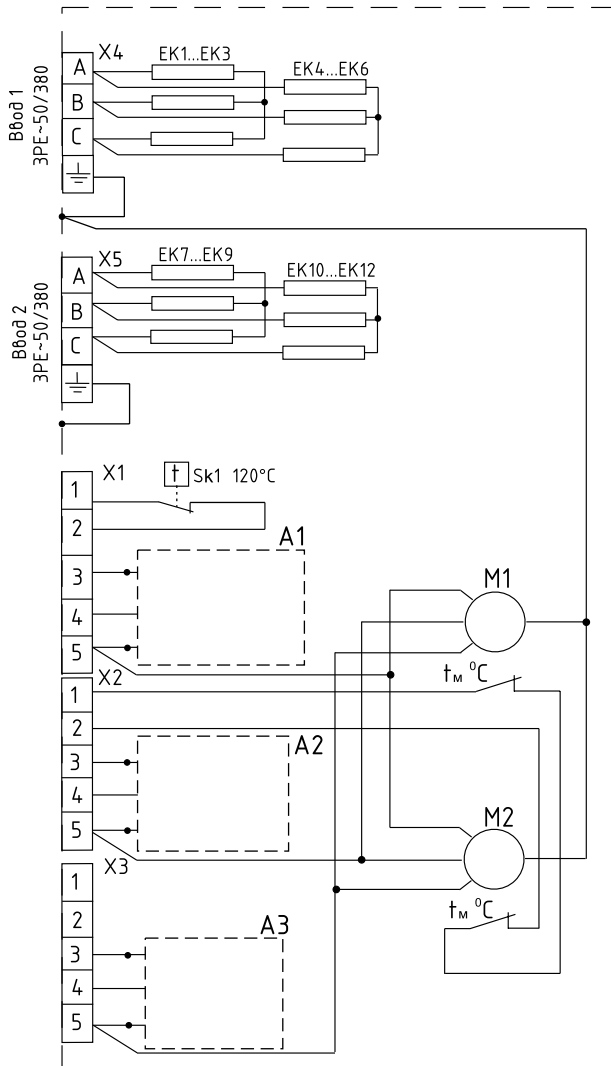 X4
EK1...EK3
EK4...EK6
A
B
C
Ввод 1
3PE~50/380
X5
EK7...EK9
EK10...EK12
A
B
C
Ввод 2
3PE~50/380
X1
t Sk1 120°C
1
2
3
4
5
A1
M1
tм °C
X2
1
2
3
4
5
A2
M2
tм °C
X3
1
2
3
4
5
A3